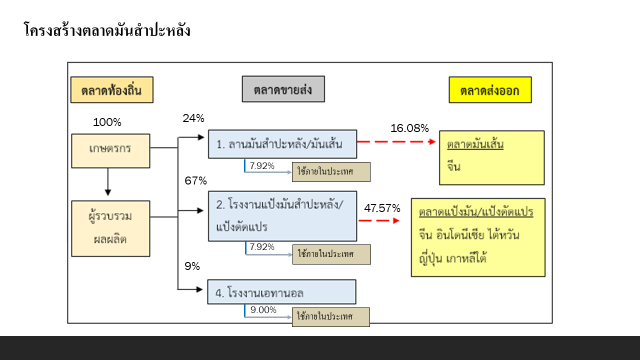 โครงสร้างตลาดมันสำปะหลัง
ตลาดท้องถิ่น
ตลาดขายส่ง
ตลาดส่งออก
100%
24%
16.08%
เกษตรกร
1. ลานมันสำปะหลัง/มันเส้น
ตลาดมันเส้น
จีน
7.92%
ใช้ภายในประเทศ
67%
ผู้รวบรวม
ผลผลิต
2. โรงงานแป้งมันสำปะหลัง/
แป้งดัดแปร
47.57%
ตลาดแป้งมัน/แป้งดัดแปร
จีน อินโดนีเซีย ไต้หวัน
ญี่ปุ่น เกาหลีใต้
7.92%
ใช้ภายในประเทศ
9%
4. โรงงานเอทานอล
9.00%
ใช้ภายในประเทศ